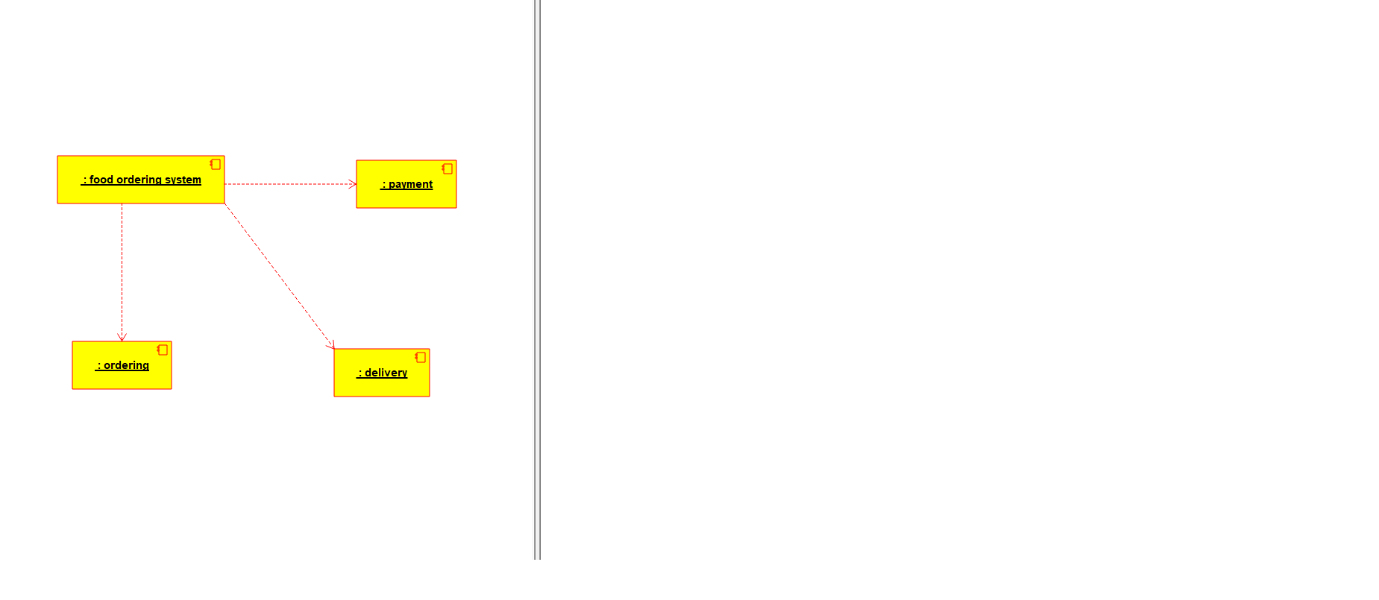 : food ordering system
: payment
: ordering
: delivery